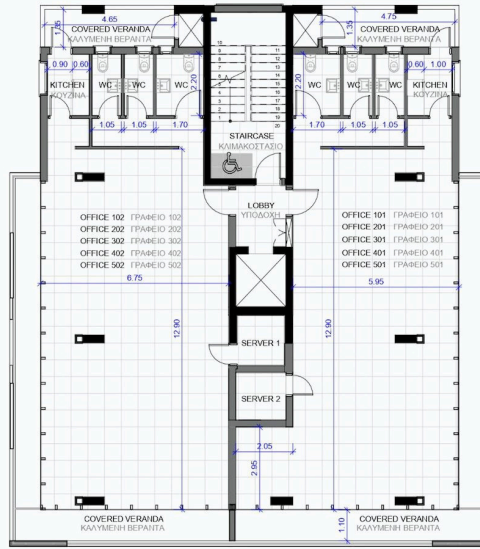 4.65
4.75
1.35
1.35
COVERED VERANDA
ΚΑΛΥΜΕΝΗ ΒΕΡΑΝΤΑ
COVERED VERANDA
ΚΑΛΥΜΕΝΗ ΒΕΡΑΝΤΑ
0.90 0.60
0.60 1.00
KITCHEN
ΚΟΥΖΙΝΑ
WC
WC
WC
2.20
2.20
WC
WC
WC
KITCHEN
ΚΟΥΖΙΝΑ
1.05
1.05
1.70
1.70
1.05
1.05
STAIRCASE
ΚΛΙΜΑΚΟΣΤΑΣΙΟ
LOBBY
ΥΠΟΔΟΧΗ
OFFICE 102 ΓΡΑΦΕΙΟ 102
OFFICE 202 ΓΡΑΦΕΙΟ 202
OFFICE 302 ΓΡΑΦΕΙΟ 302
OFFICE 402 ΓΡΑΦΕΙΟ 402
OFFICE 502 ΓΡΑΦΕΙΟ 502
OFFICE 101 ΓΡΑΦΕΙΟ 101
OFFICE 201 ΓΡΑΦΕΙΟ 201
OFFICE 301 ΓΡΑΦΕΙΟ 301
OFFICE 401 ΓΡΑΦΕΙΟ 401
OFFICE 501 ΓΡΑΦΕΙΟ 501
6.75
5.95
12.90
12.90
SERVER 1
SERVER 2
2.05
2.95
1.10
COVERED VERANDA
ΚΑΛΥΜΕΝΗ ΒΕΡΑΝΤΑ
COVERED VERANDA
ΚΑΛΥΜΕΝΗ ΒΕΡΑΝΤΑ